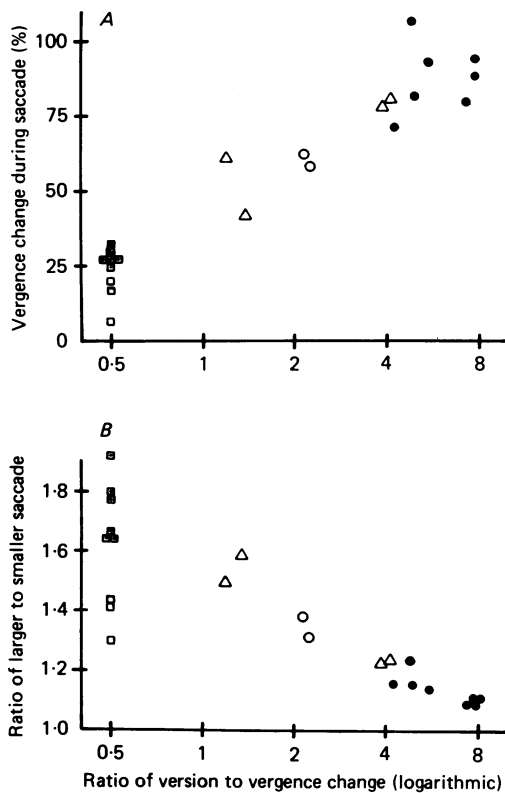 A
Vergence change during saccade (%)
100
75
50
25
0
0·5 1 2 4 8
B
Ratio of larger to smaller saccade
1·8
1·6
1·4
1·2
1·0
0·5 1 2 4 8
Ratio of version to vergence change (logarithmic)